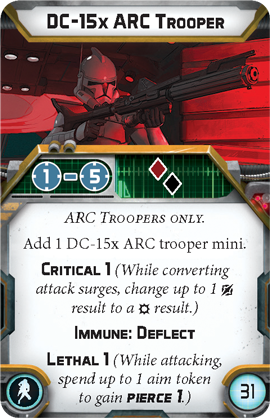 DC-15x ARC Trooper
1 - 5
ARC Troopers only.
Add 1 DC-15x ARC trooper mini.
Critical 1 (While converting
attack surges, change up to 1
result to a result.)
Immune: Deflect
Lethal 1 (While attacking,
spend up to 1 aim token
to gain pierce 1.)
31